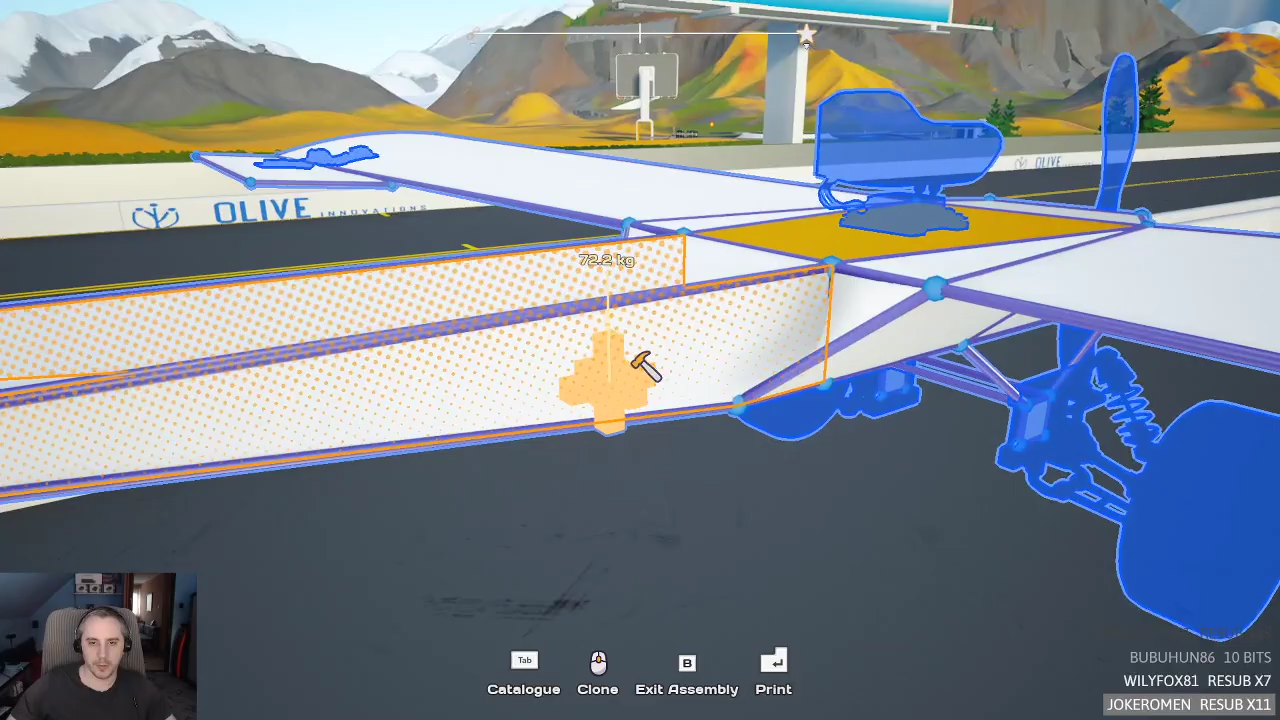 OLIVE
OLIVE
INNOVATIONS
72.2 kg
BUBUHUN86 10 BITS
WILYFOX81 RESUB X7
JOKEROMEN RESUB X11
Tab
B
Catalogue
Clone
Exit Assembly
Print